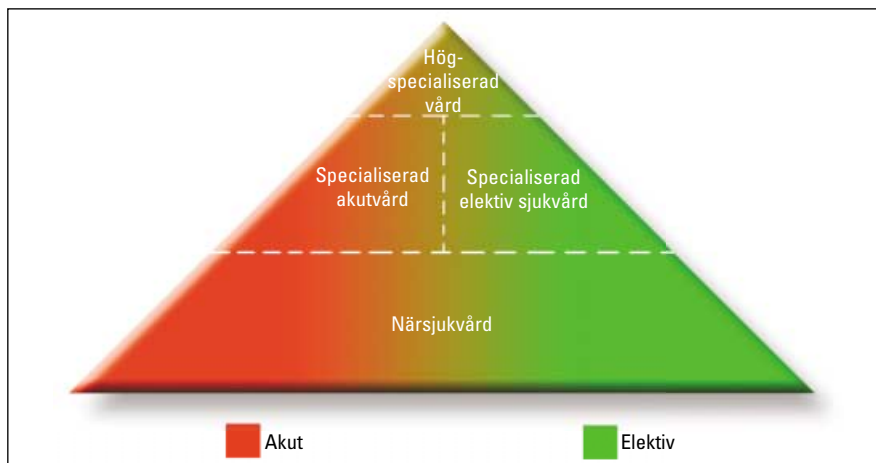 Hög-
specialiserad
vård
Specialiserad
akutvård
Specialiserad
elektiv sjukvård
Närsjukvård
Akut
Elektiv